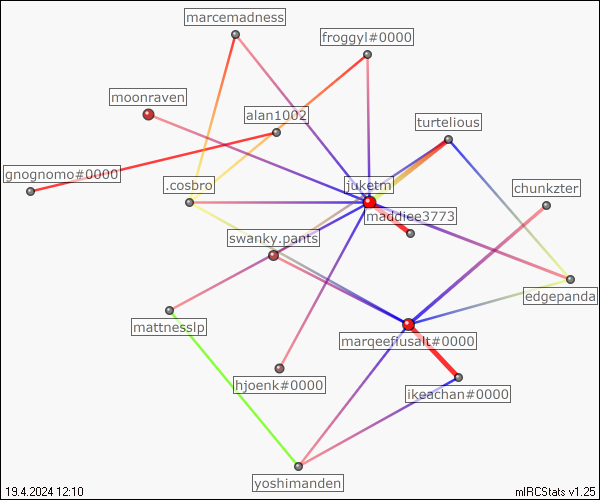 marcemadness
froggyl#0000
moonraven
alan1002
turtelious
gnognomo#0000
.cosbro
juketm
chunkzter
maddiee3773
swanky.pants
edgepanda
mattnesslp
marqeeflusalt#0000
hjoenk#0000
ikeachan#0000
yoshimanden
19.4.2024 12:10
mIRCStats v1.25